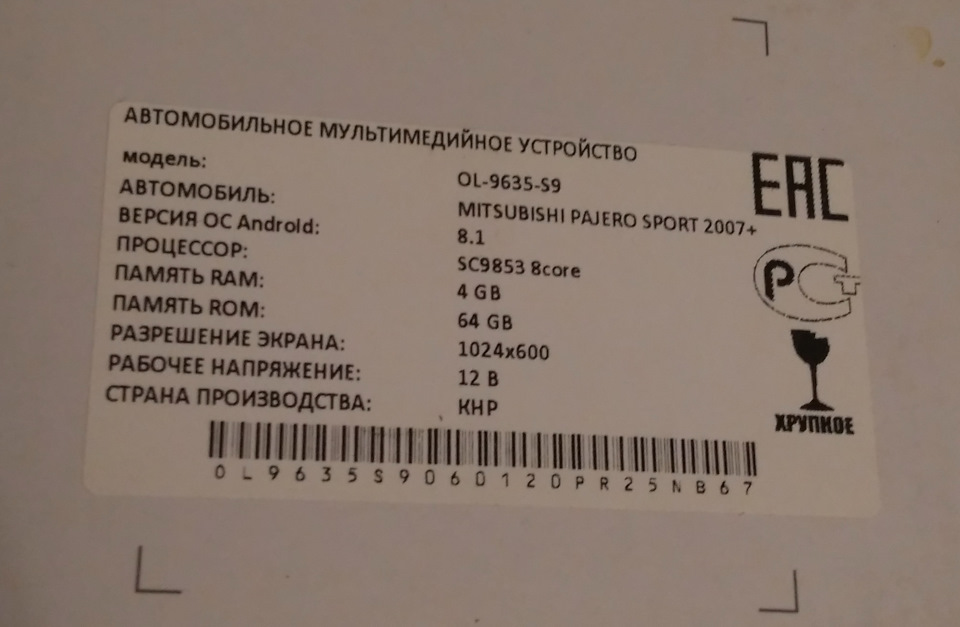 АВТОМОБИЛЬНОЕ МУЛЬТИМЕДИЙНОЕ УСТРОЙСТВО
модель: OL-9635-S9
АВТОМОБИЛЬ: MITSUBISHI PAJERO SPORT 2007+
ВЕРСИЯ ОС Android: 8.1
ПРОЦЕССОР: SC9853 8core
ПАМЯТЬ RAM: 4 GB
ПАМЯТЬ ROM: 64 GB
РАЗРЕШЕНИЕ ЭКРАНА: 1024x600
РАБОЧЕЕ НАПРЯЖЕНИЕ: 12 В
СТРАНА ПРОИЗВОДСТВА: КНР
EAC
РСТ
ХРУПКОЕ
OL9635S9060120PR25NB67